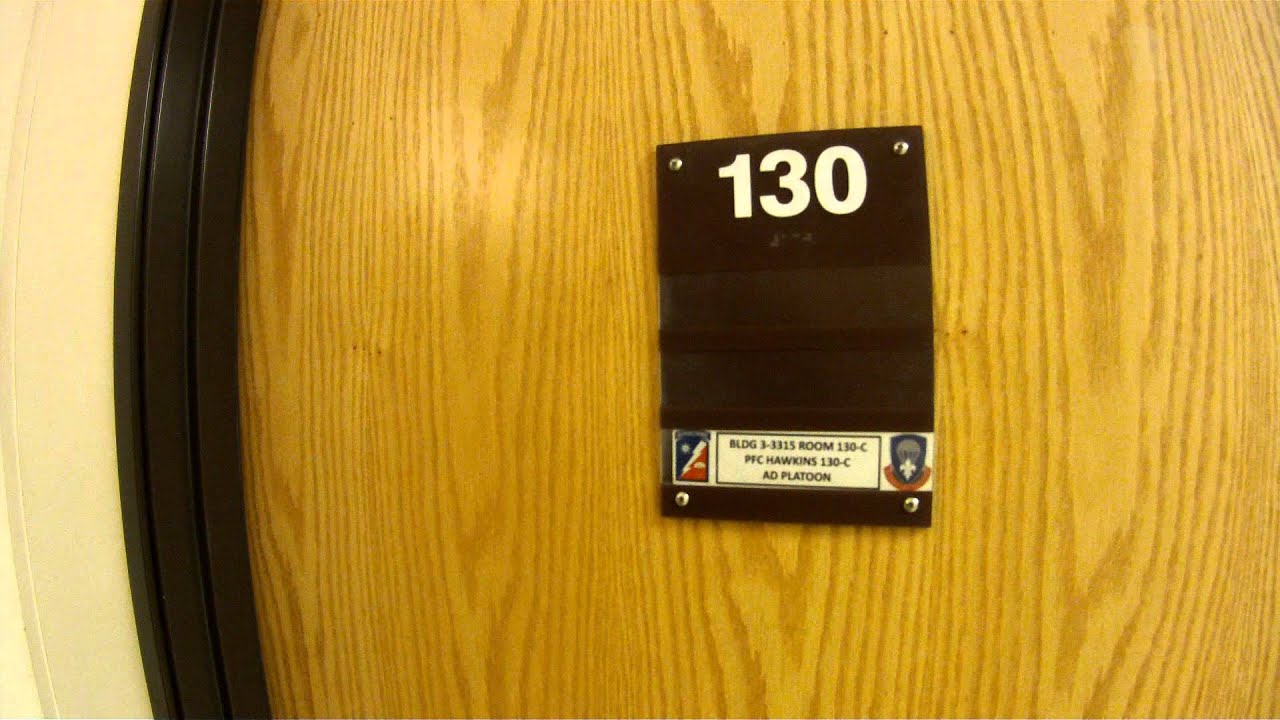 130
BLDG 3-3315 ROOM 130-C
PFC HAWKINS 130-C
AD PLATOON